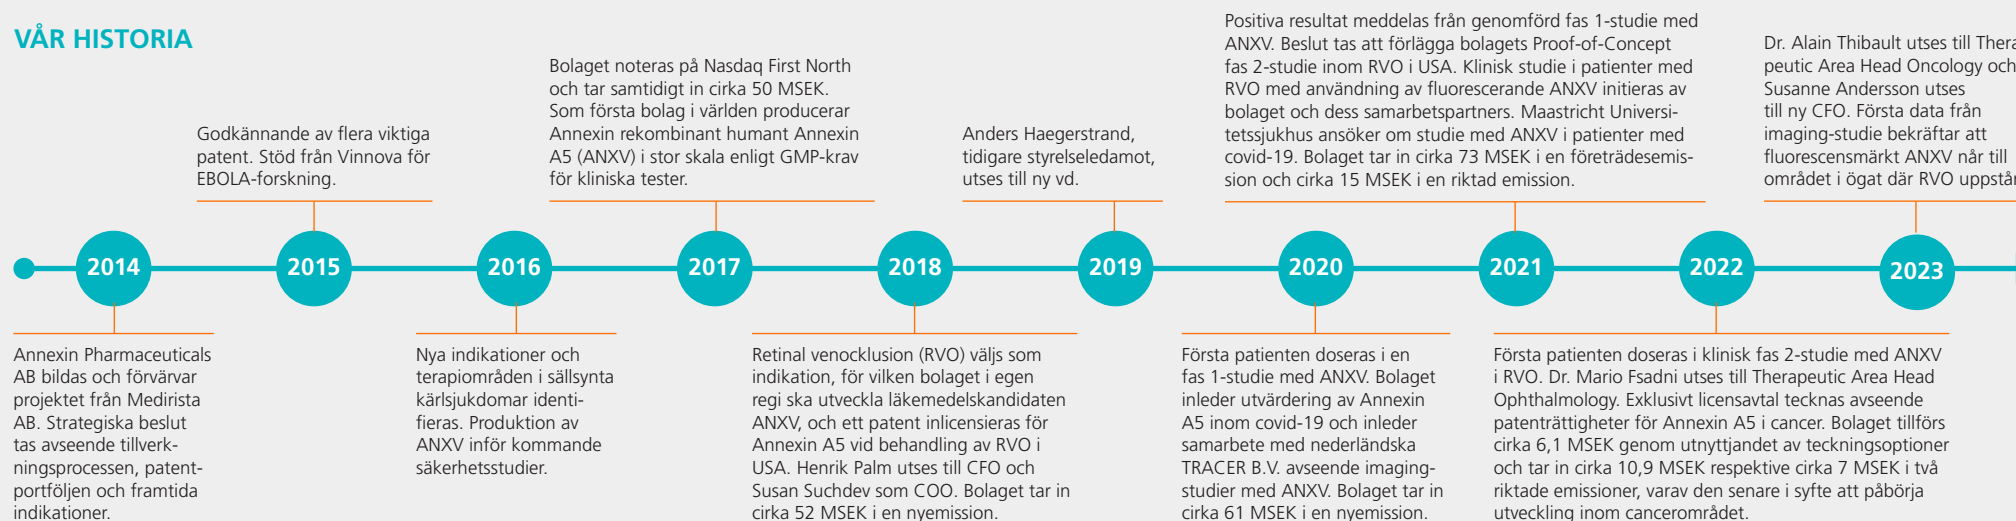 VÅR HISTORIA
2014
Annexin Pharmaceuticals
AB bildas och förvärvar
projektet från Medirista
AB. Strategiska beslut
tas avseende tillverk-
ningsprocessen, patent-
portföljen och framtida
indikationer.
Godkännande av flera viktiga
patent. Stöd från Vinnova för
EBOLA-forskning.
2015
2016
Nya indikationer och
terapiområden i sällsynta
kärlsjukdomar identi-
fieras. Produktion av
ANXV inför kommande
säkerhetsstudier.
Bolaget noteras på Nasdaq First North
och tar samtidigt in cirka 50 MSEK.
Som första bolag i världen producerar
Annexin rekombinant humant Annexin
A5 (ANXV) i stor skala enligt GMP-krav
för kliniska tester.
2017
2018
Retinal venocklusion (RVO) väljs som
indikation, för vilken bolaget i egen
regi ska utveckla läkemedelskandidaten
ANXV, och ett patent inlicensieras för
Annexin A5 vid behandling av RVO i
USA. Henrik Palm utses till CFO och
Susan Suchdev som COO. Bolaget tar in
cirka 52 MSEK i en nyemission.
Anders Haegerstrand,
tidigare styrelseledamot,
utses till ny vd.
2019
2020
Första patienten doseras i en
fas 1-studie med ANXV. Bolaget
inleder utvärdering av Annexin
A5 inom covid-19 och inleder
samarbete med nederländska
TRACER B.V. avseende imaging-
studier med ANXV. Bolaget tar in
cirka 61 MSEK i en nyemission.
Positiva resultat meddelas från genomförd fas 1-studie med
ANXV. Beslut tas att förlägga bolagets Proof-of-Concept
fas 2-studie inom RVO i USA. Klinisk studie i patienter med
RVO med användning av fluorescerande ANXV initieras av
bolaget och dess samarbetspartners. Maastricht Universi-
tetssjukhus ansöker om studie med ANXV i patienter med
covid-19. Bolaget tar in cirka 73 MSEK i en företrädesemis-
sion och cirka 15 MSEK i en riktad emission.
2021
2022
Första patienten doseras i klinisk fas 2-studie med ANXV
i RVO. Dr. Mario Fsadni utses till Therapeutic Area Head
Ophthalmology. Exklusivt licensavtal tecknas avseende
patenträttigheter för Annexin A5 i cancer. Bolaget tillförs
cirka 6,1 MSEK genom utnyttjandet av teckningsoptioner
och tar in cirka 10,9 MSEK respektive cirka 7 MSEK i två
riktade emissioner, varav den senare i syfte att påbörja
utveckling inom cancerområdet.
Dr. Alain Thibault utses till Thera
peutic Area Head Oncology och
Susanne Andersson utses
till ny CFO. Första data från
imaging-studie bekräftar att
fluorescensmärkt ANXV når till
området i ögat där RVO uppstår
2023